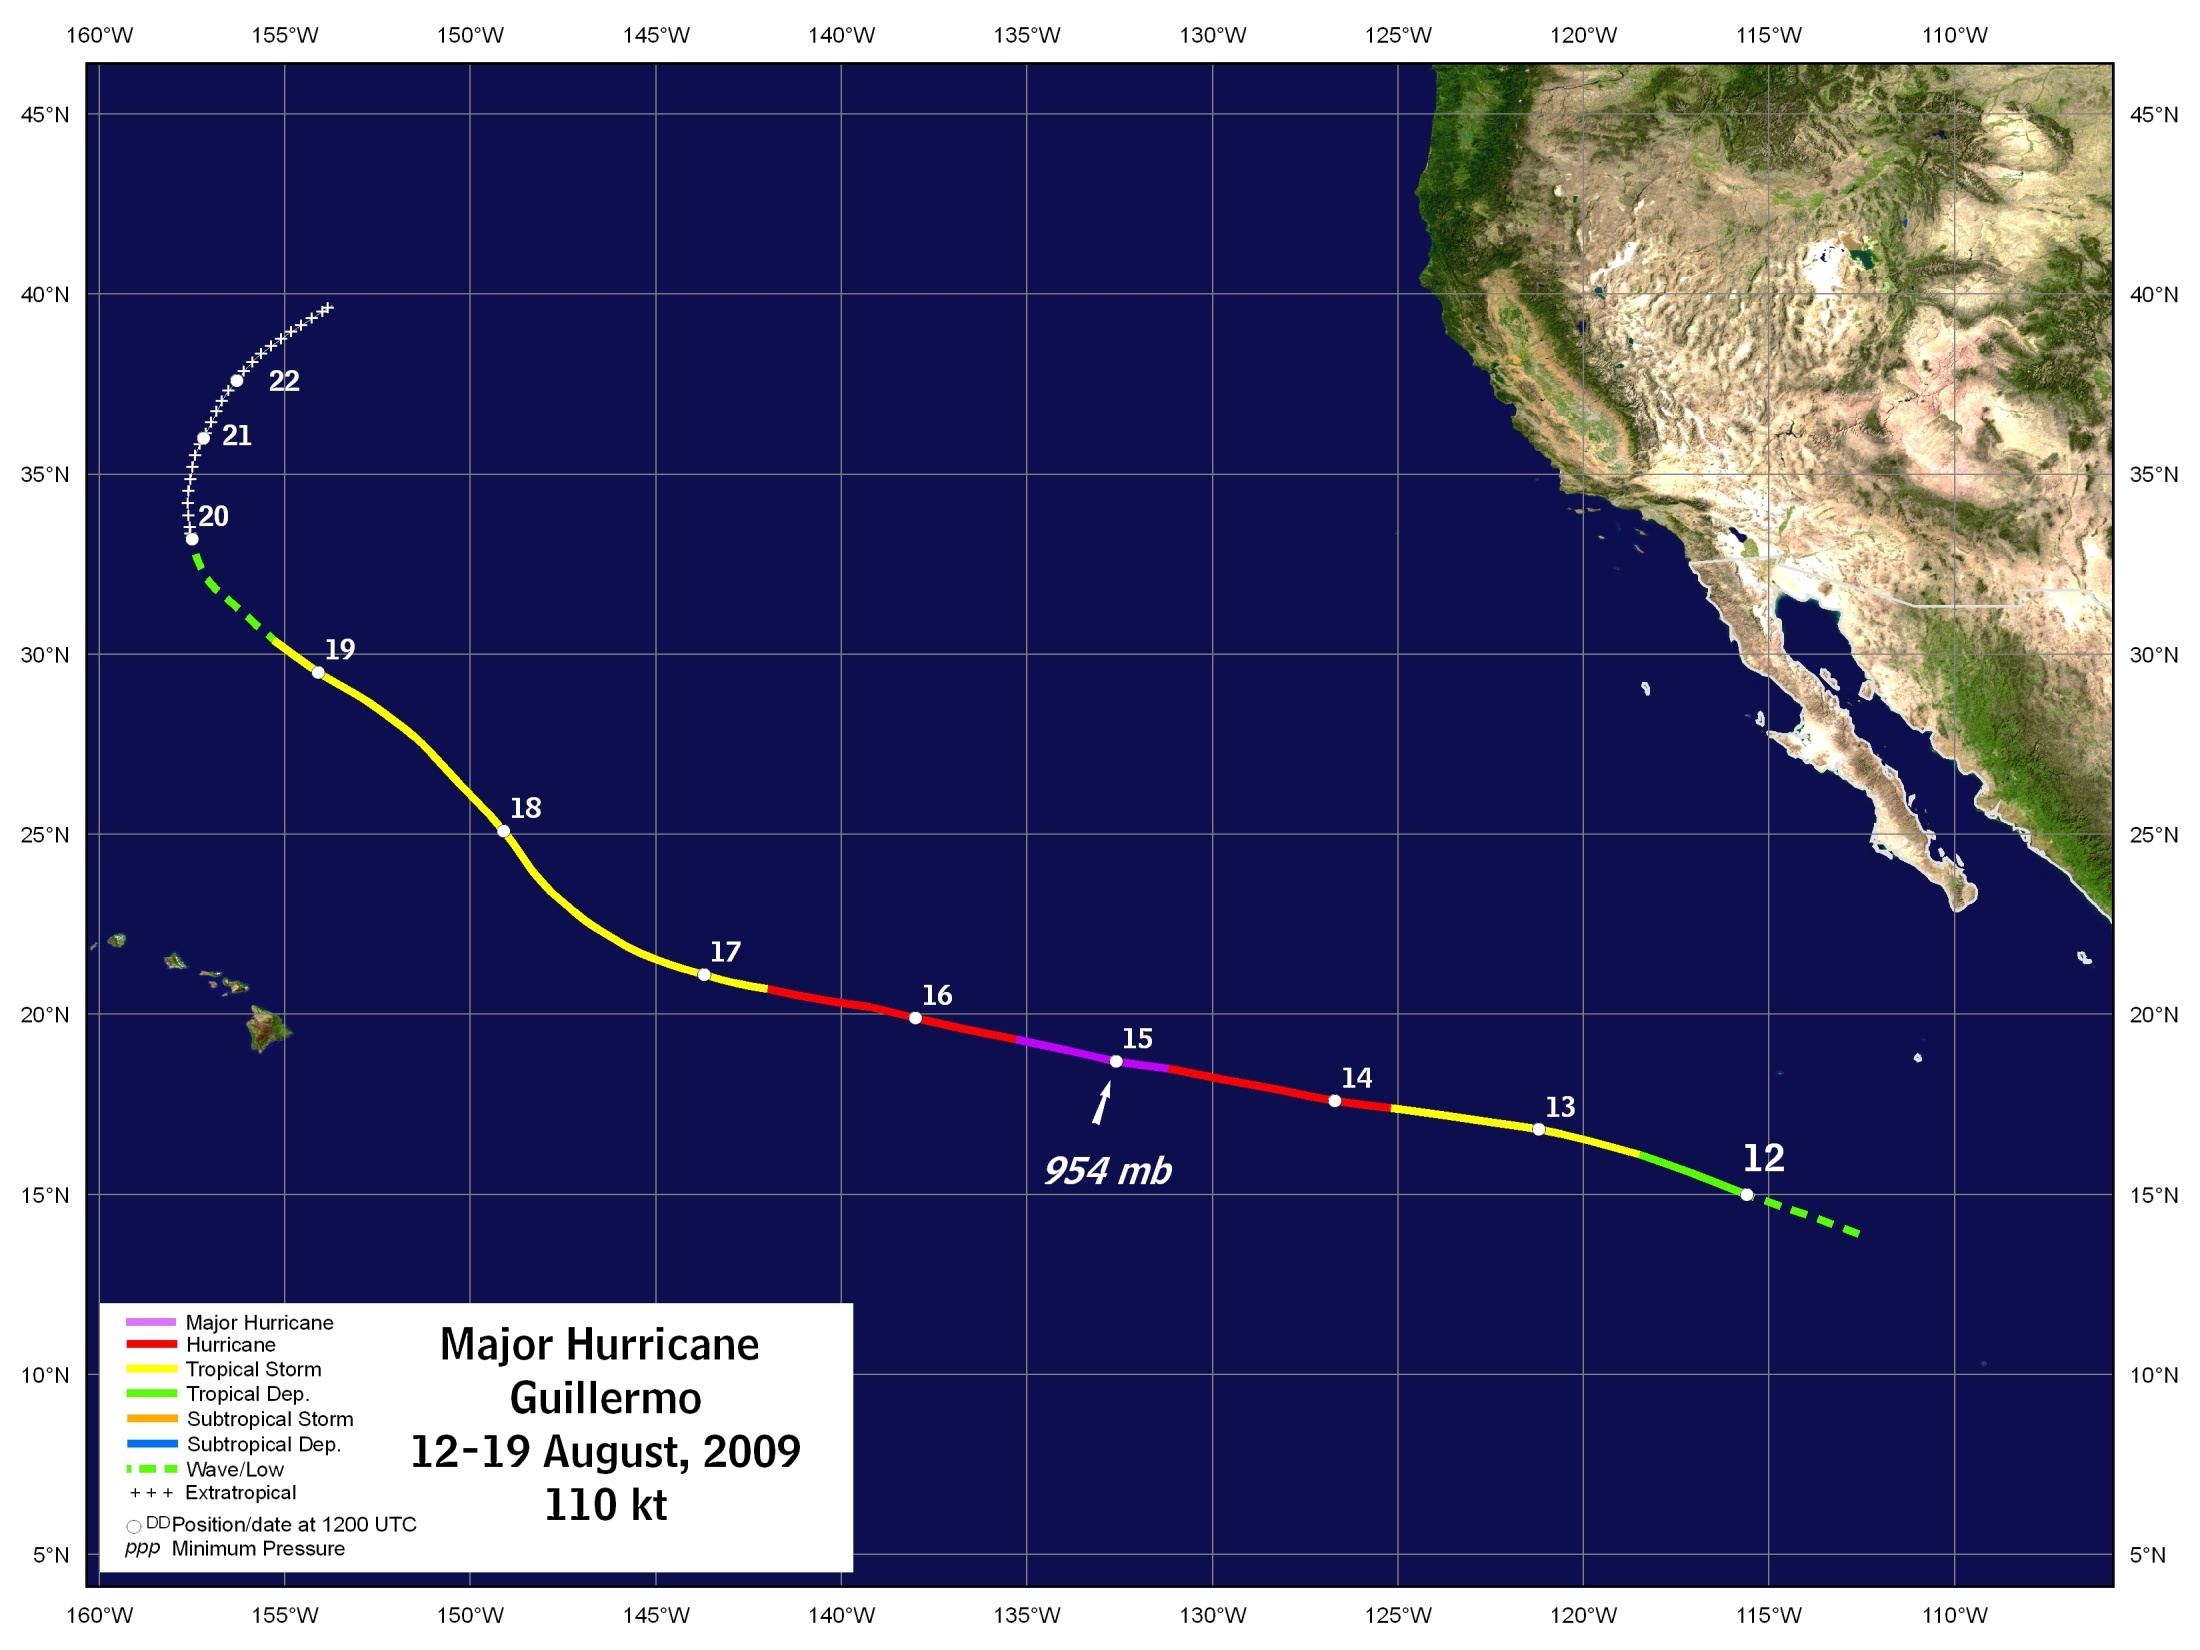 160°W 155°W 150°W 145°W 140°W 135°W 130°W 125°W 120°W 115°W 110°W
45°N 45°N
40°N 40°N
22
21
35°N 35°N
20
19
30°N 30°N
18
25°N 25°N
17
16
20°N 20°N
15
14
13
12
954 mb
15°N 15°N
10°N 10°N
5°N 5°N
Major Hurricane
Hurricane
Tropical Storm
Tropical Dep.
Subtropical Storm
Subtropical Dep.
Wave/Low
+ + + Extratropical
DD Position/date at 1200 UTC
ppp Minimum Pressure
Major Hurricane
Guillermo
12-19 August, 2009
110 kt
160°W 155°W 150°W 145°W 140°W 135°W 130°W 125°W 120°W 115°W 110°W